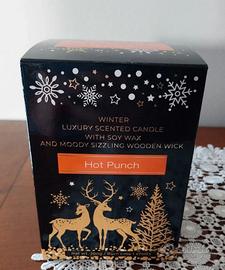 WINTER
LUXURY SCENTED CANDLE
WITH SOY WAX
AND MOODY SIZZLING WOODEN WICK
Hot Punch